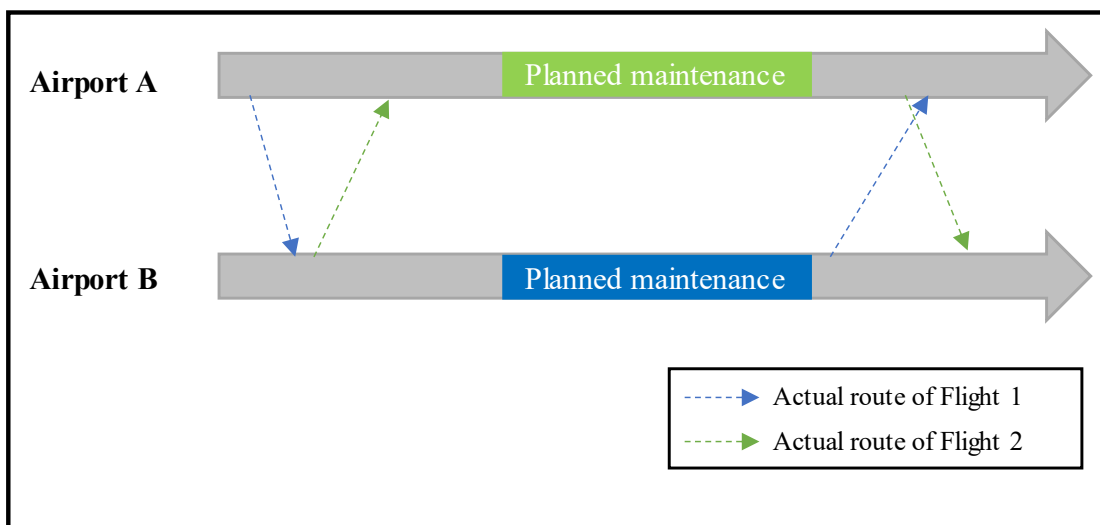 Airport A
Planned maintenance
Airport B
Planned maintenance
Actual route of Flight 1
Actual route of Flight 2